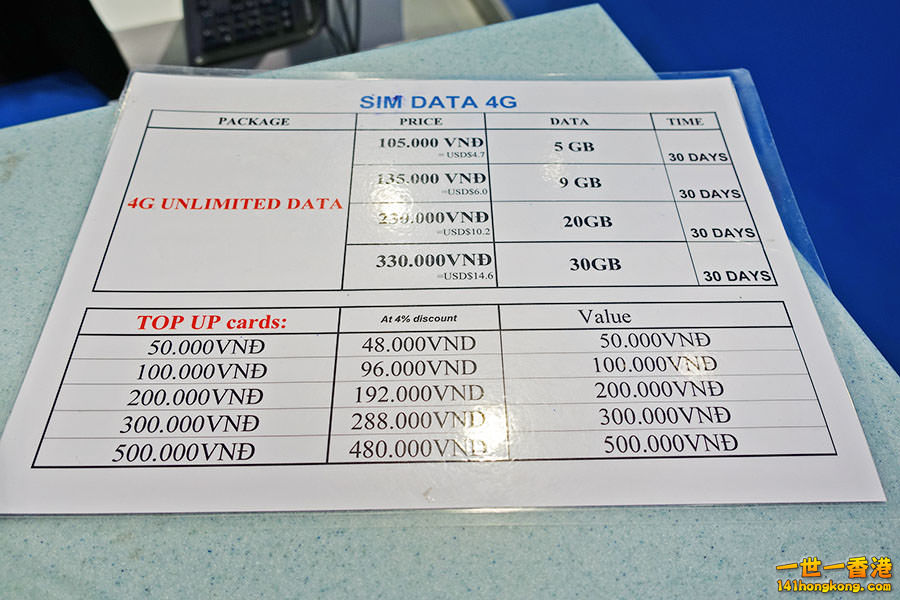 SIM DATA 4G
PACKAGE PRICE DATA TIME
4G UNLIMITED DATA
105.000 VNĐ 5 GB 30 DAYS
= USD$4.7
135.000 VNĐ 9 GB 30 DAYS
=USD$6.0
230.000VNĐ 20GB 30 DAYS
=USD$10.2
330.000VNĐ 30GB 30 DAYS
=USD$14.6
TOP UP cards: At 4% discount Value
50.000VNĐ 48.000VND 50.000VNĐ
100.000VNĐ 96.000VND 100.000VNĐ
200.000VNĐ 192.000VND 200.000VNĐ
300.000VNĐ 288.000VND 300.000VNĐ
500.000VNĐ 480.000VND 500.000VNĐ
一世一香港
141hongkong.com